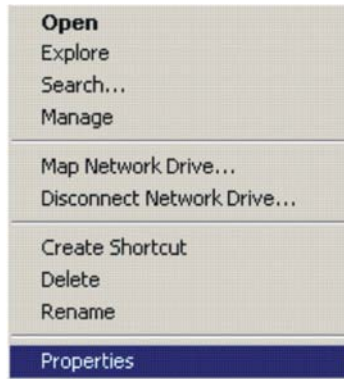 Open
Explore
Search...
Manage
Map Network Drive...
Disconnect Network Drive...
Create Shortcut
Delete
Rename
Properties